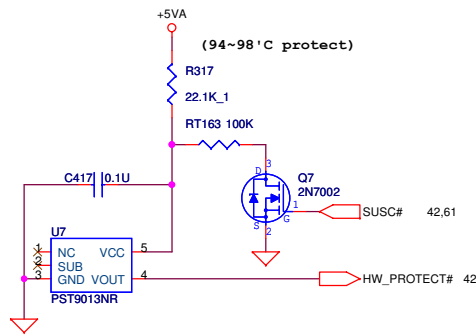 +5VA
(94~98'C protect)
R317
22.1K_1
RT163 100K
C417 0.1U
3
D
Q7
2N7002
1
G
S
2
SUSC# 42,61
U7
1 NC VCC 5
2 SUB
3 GND VOUT 4
PST9013NR
HW_PROTECT# 42